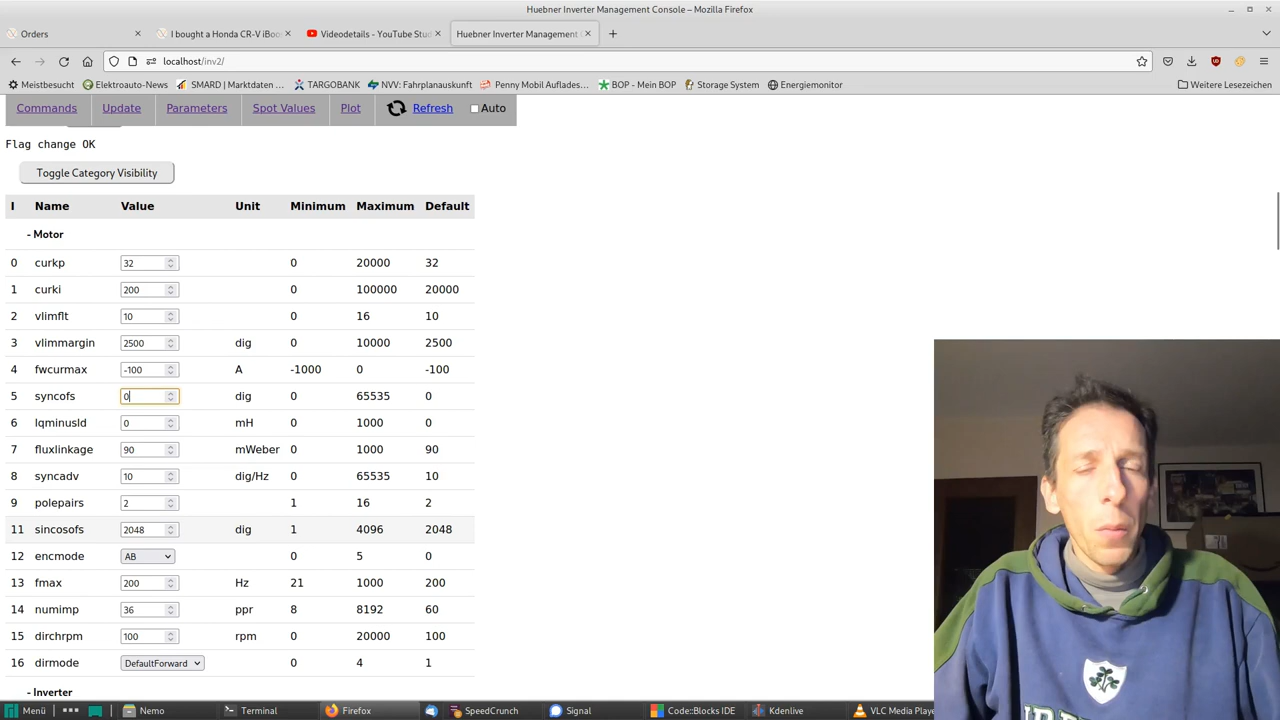 Huebner Inverter Management Console – Mozilla Firefox
Orders
I bought a Honda CR-V iBoo
Videodetails - YouTube Stud
Huebner Inverter Management
localhost/inv2/
Meistbesucht
Elektroauto-News
SMARD | Marktdaten ...
TARGOBANK
NVV: Fahrplanauskunft
Penny Mobil Auflades...
BOP - Mein BOP
Storage System
Energiemonitor
Weitere Lesezeichen
Commands Update Parameters Spot Values Plot Refresh Auto
Flag change OK
Toggle Category Visibility
I Name Value Unit Minimum Maximum Default
- Motor
0 curkp 32 0 20000 32
1 curki 200 0 100000 20000
2 vlimflt 10 0 16 10
3 vlimmargin 2500 dig 0 10000 2500
4 fwcurmax -100 A -1000 0 -100
5 syncofs 0 dig 0 65535 0
6 lqminusld 0 mH 0 1000 0
7 fluxlinkage 90 mWeber 0 1000 90
8 syncadv 10 dig/Hz 0 65535 10
9 polepairs 2 1 16 2
11 sincosofs 2048 dig 1 4096 2048
12 encmode AB 0 5 0
13 fmax 200 Hz 21 1000 200
14 numimp 36 ppr 8 8192 60
15 dirchrpm 100 rpm 0 20000 100
16 dirmode DefaultForward 0 4 1
- Inverter
Menü
Nemo
Terminal
Firefox
SpeedCrunch
Signal
Code::Blocks IDE
Kdenlive
VLC Media Playe